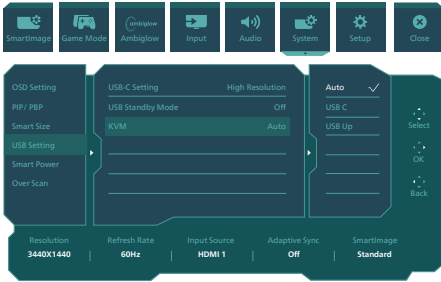 ambiglow
SmartImage Game Mode Ambiglow Input Audio System Setup Close
OSD Setting
PIP/ PBP
Smart Size
USB Setting
Smart Power
Over Scan
USB-C Setting High Resolution
USB Standby Mode Off
KVM Auto
Auto
USB C
USB Up
Select
OK
Back
Resolution Refresh Rate Input Source Adaptive Sync SmartImage
3440X1440 | 60Hz | HDMI 1 | Off | Standard